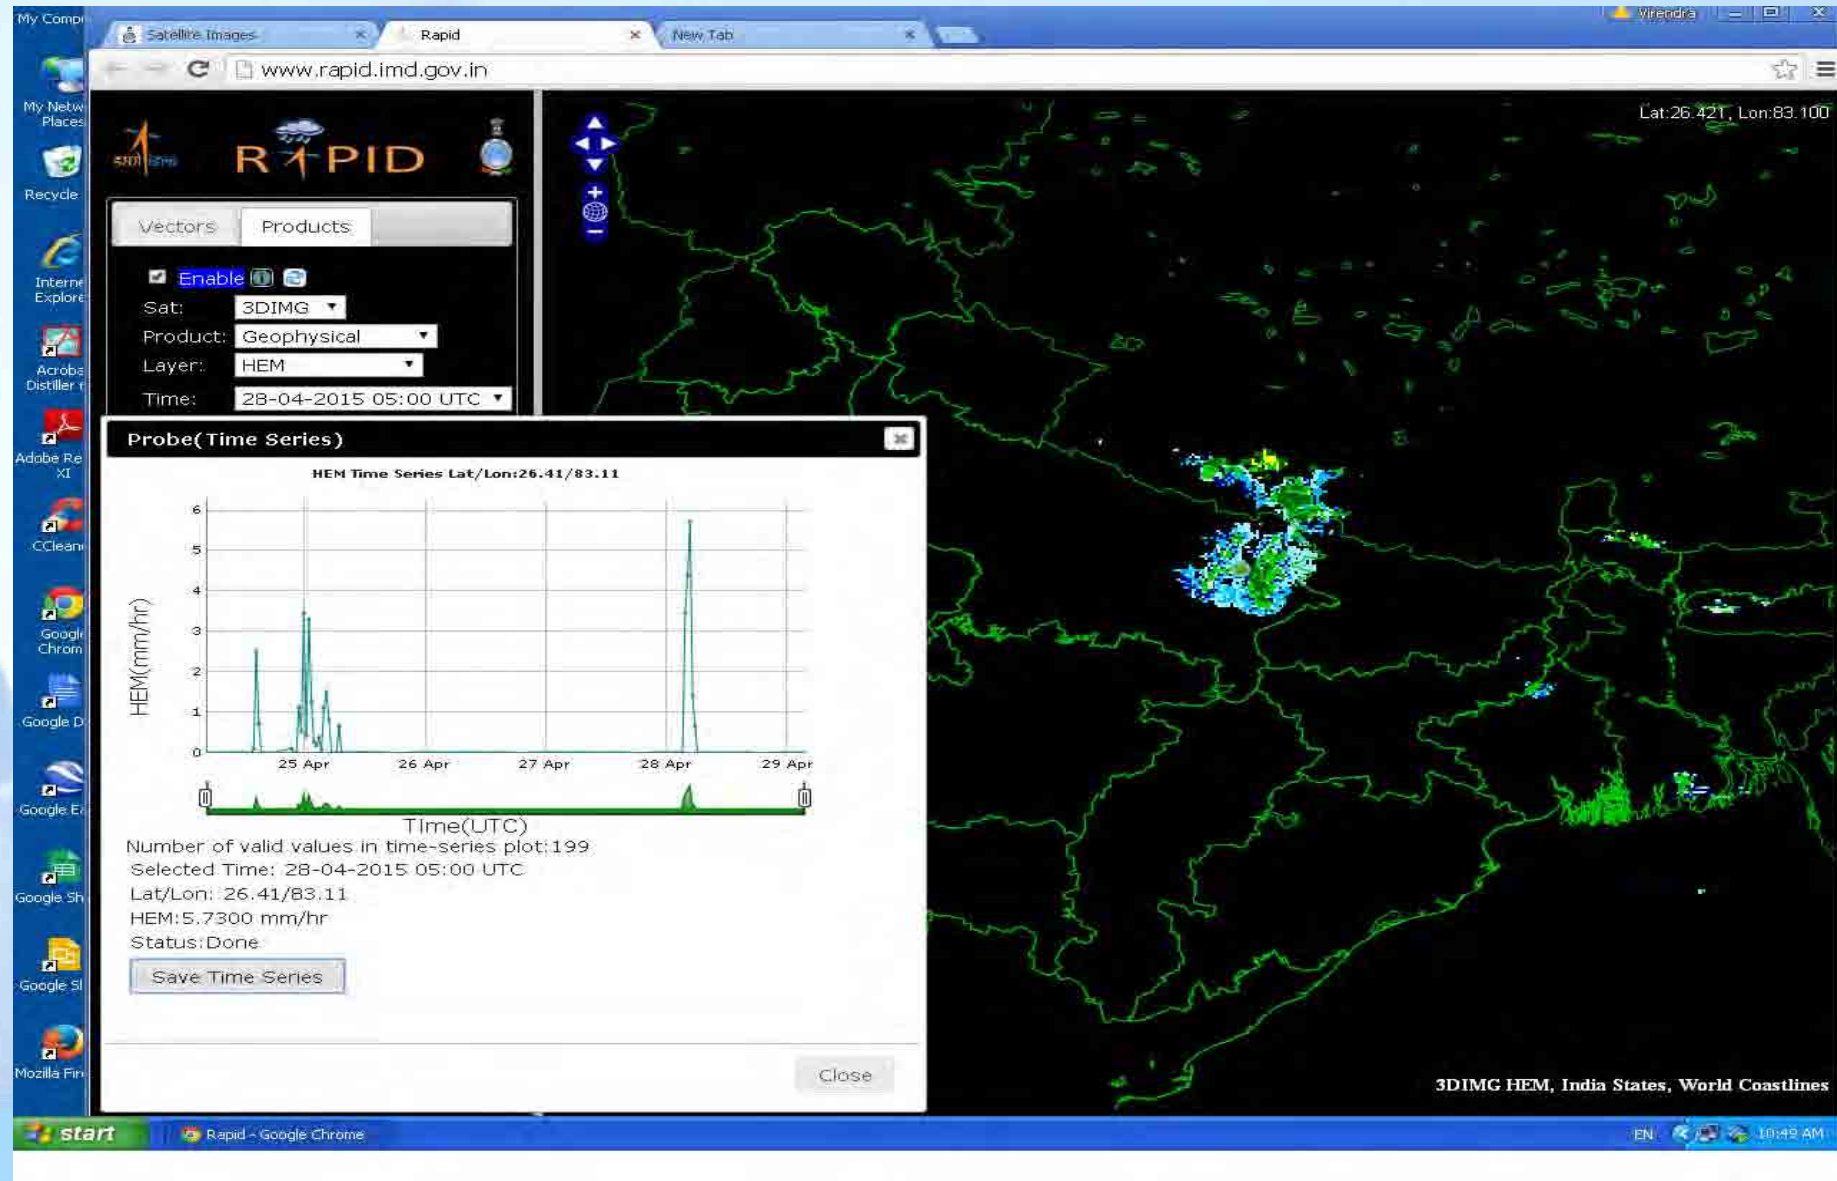 My Compu
Satellite Images
Rapid
New Tab
Virendra
www.rapid.imd.gov.in
My Netw
Places
Recycle
Interne
Explore
Acroba
Distiller
Adobe Re
XI
CClean
Google
Chrom
Google D
Google Ea
Google Sh
Google Sl
Mozilla Fir
इसरो isro
RAPID
Lat:26.421, Lon:83.100
Vectors
Products
Enable
Sat: 3DIMG
Product: Geophysical
Layer: HEM
Time: 28-04-2015 05:00 UTC
Probe(Time Series)
HEM Time Series Lat/Lon:26.41/83.11
HEM(mm/hr)
6
5
4
3
2
1
0
25 Apr 26 Apr 27 Apr 28 Apr 29 Apr
Time(UTC)
Number of valid values in time-series plot:199
Selected Time: 28-04-2015 05:00 UTC
Lat/Lon: 26.41/83.11
HEM:5.7300 mm/hr
Status:Done
Save Time Series
Close
3DIMG HEM, India States, World Coastlines
start
Rapid - Google Chrome
EN
10:49 AM